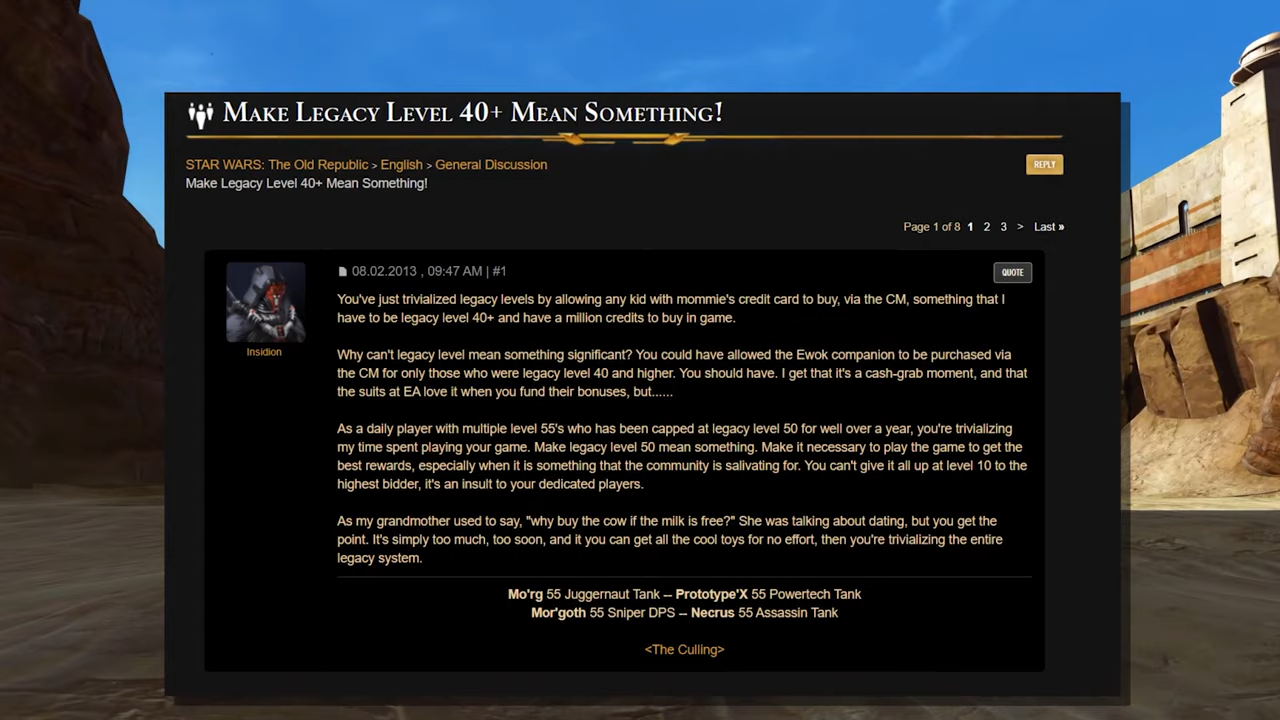 Make Legacy Level 40+ Mean Something!
STAR WARS: The Old Republic > English > General Discussion
REPLY
Make Legacy Level 40+ Mean Something!
Page 1 of 8 1 2 3 > Last »
08.02.2013 , 09:47 AM | #1
QUOTE
Insidion
You've just trivialized legacy levels by allowing any kid with mommie's credit card to buy, via the CM, something that I
have to be legacy level 40+ and have a million credits to buy in game.
Why can't legacy level mean something significant? You could have allowed the Ewok companion to be purchased via
the CM for only those who were legacy level 40 and higher. You should have. I get that it's a cash-grab moment, and that
the suits at EA love it when you fund their bonuses, but......
As a daily player with multiple level 55's who has been capped at legacy level 50 for well over a year, you're trivializing
my time spent playing your game. Make legacy level 50 mean something. Make it necessary to play the game to get the
best rewards, especially when it is something that the community is salivating for. You can't give it all up at level 10 to the
highest bidder, it's an insult to your dedicated players.
As my grandmother used to say, "why buy the cow if the milk is free?" She was talking about dating, but you get the
point. It's simply too much, too soon, and it you can get all the cool toys for no effort, then you're trivializing the entire
legacy system.
Mo'rg 55 Juggernaut Tank -- Prototype'X 55 Powertech Tank
Mor'goth 55 Sniper DPS -- Necrus 55 Assassin Tank
<The Culling>